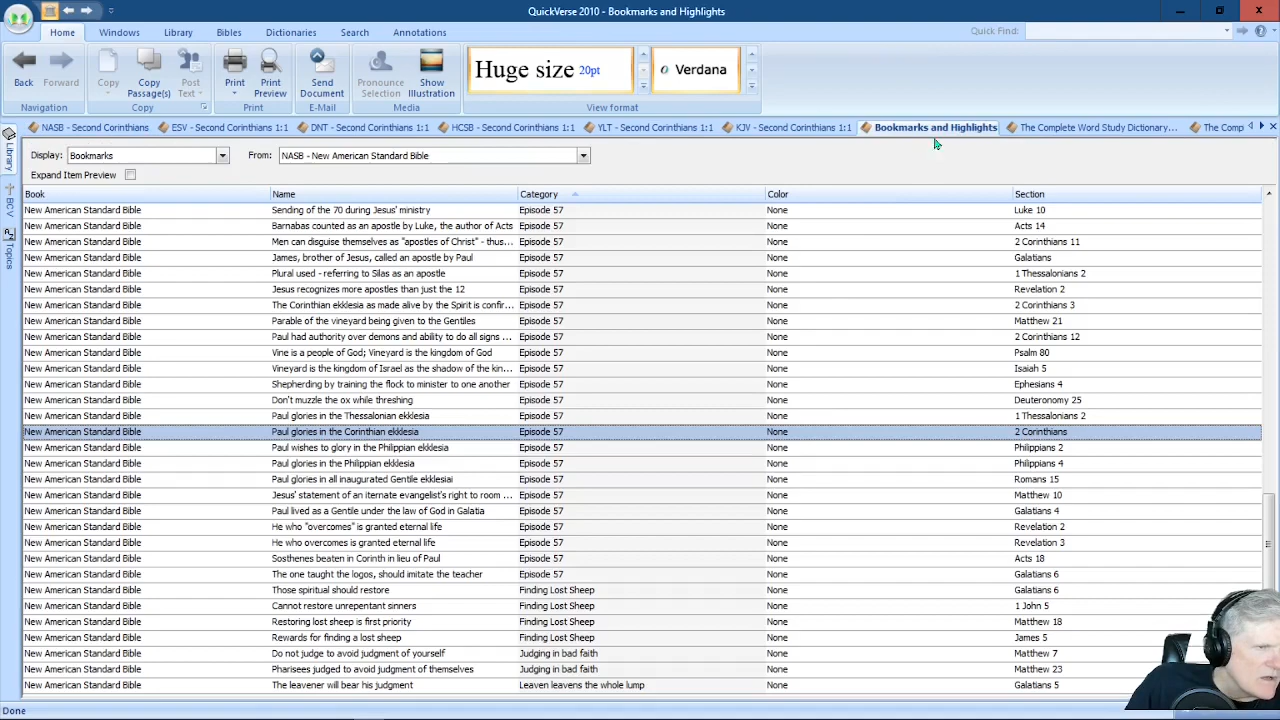 QuickVerse 2010 - Bookmarks and Highlights
Home Windows Library Bibles Dictionaries Search Annotations Quick Find:
Huge size 20pt Verdana
Back Forward Copy Copy Passage(s) Post Text Print Print Preview Send Document Pronounce Selection Show Illustration
Navigation Copy Print E-Mail Media View format
NASB - Second Corinthians ESV - Second Corinthians 1:1 DNT - Second Corinthians 1:1 HCSB - Second Corinthians 1:1 YLT - Second Corinthians 1:1 KJV - Second Corinthians 1:1 Bookmarks and Highlights The Complete Word Study Dictionary... The Comp
Library
BCV
Topics
Display: Bookmarks From: NASB - New American Standard Bible
Expand Item Preview
Book Name Category Color Section
New American Standard Bible Sending of the 70 during Jesus' ministry Episode 57 None Luke 10
New American Standard Bible Barnabas counted as an apostle by Luke, the author of Acts Episode 57 None Acts 14
New American Standard Bible Men can disguise themselves as "apostles of Christ" - thus... Episode 57 None 2 Corinthians 11
New American Standard Bible James, brother of Jesus, called an apostle by Paul Episode 57 None Galatians
New American Standard Bible Plural used - referring to Silas as an apostle Episode 57 None 1 Thessalonians 2
New American Standard Bible Jesus recognizes more apostles than just the 12 Episode 57 None Revelation 2
New American Standard Bible The Corinthian ekklesia as made alive by the Spirit is confir... Episode 57 None 2 Corinthians 3
New American Standard Bible Parable of the vineyard being given to the Gentiles Episode 57 None Matthew 21
New American Standard Bible Paul had authority over demons and ability to do all signs ... Episode 57 None 2 Corinthians 12
New American Standard Bible Vine is a people of God; Vineyard is the kingdom of God Episode 57 None Psalm 80
New American Standard Bible Vineyard is the kingdom of Israel as the shadow of the kin... Episode 57 None Isaiah 5
New American Standard Bible Shepherding by training the flock to minister to one another Episode 57 None Ephesians 4
New American Standard Bible Don't muzzle the ox while threshing Episode 57 None Deuteronomy 25
New American Standard Bible Paul glories in the Thessalonian ekklesia Episode 57 None 1 Thessalonians 2
New American Standard Bible Paul glories in the Corinthian ekklesia Episode 57 None 2 Corinthians
New American Standard Bible Paul wishes to glory in the Philippian ekklesia Episode 57 None Philippians 2
New American Standard Bible Paul glories in the Philippian ekklesia Episode 57 None Philippians 4
New American Standard Bible Paul glories in all inaugurated Gentile ekklesiai Episode 57 None Romans 15
New American Standard Bible Jesus' statement of an iternate evangelist's right to room ... Episode 57 None Matthew 10
New American Standard Bible Paul lived as a Gentile under the law of God in Galatia Episode 57 None Galatians 4
New American Standard Bible He who "overcomes" is granted eternal life Episode 57 None Revelation 2
New American Standard Bible He who overcomes is granted eternal life Episode 57 None Revelation 3
New American Standard Bible Sosthenes beaten in Corinth in lieu of Paul Episode 57 None Acts 18
New American Standard Bible The one taught the logos, should imitate the teacher Episode 57 None Galatians 6
New American Standard Bible Those spiritual should restore Finding Lost Sheep None Galatians 6
New American Standard Bible Cannot restore unrepentant sinners Finding Lost Sheep None 1 John 5
New American Standard Bible Restoring lost sheep is first priority Finding Lost Sheep None Matthew 18
New American Standard Bible Rewards for finding a lost sheep Finding Lost Sheep None James 5
New American Standard Bible Do not judge to avoid judgment of yourself Judging in bad faith None Matthew 7
New American Standard Bible Pharisees judged to avoid judgment of themselves Judging in bad faith None Matthew 23
New American Standard Bible The leavener will bear his judgment Leaven leavens the whole lump None Galatians 5
Done